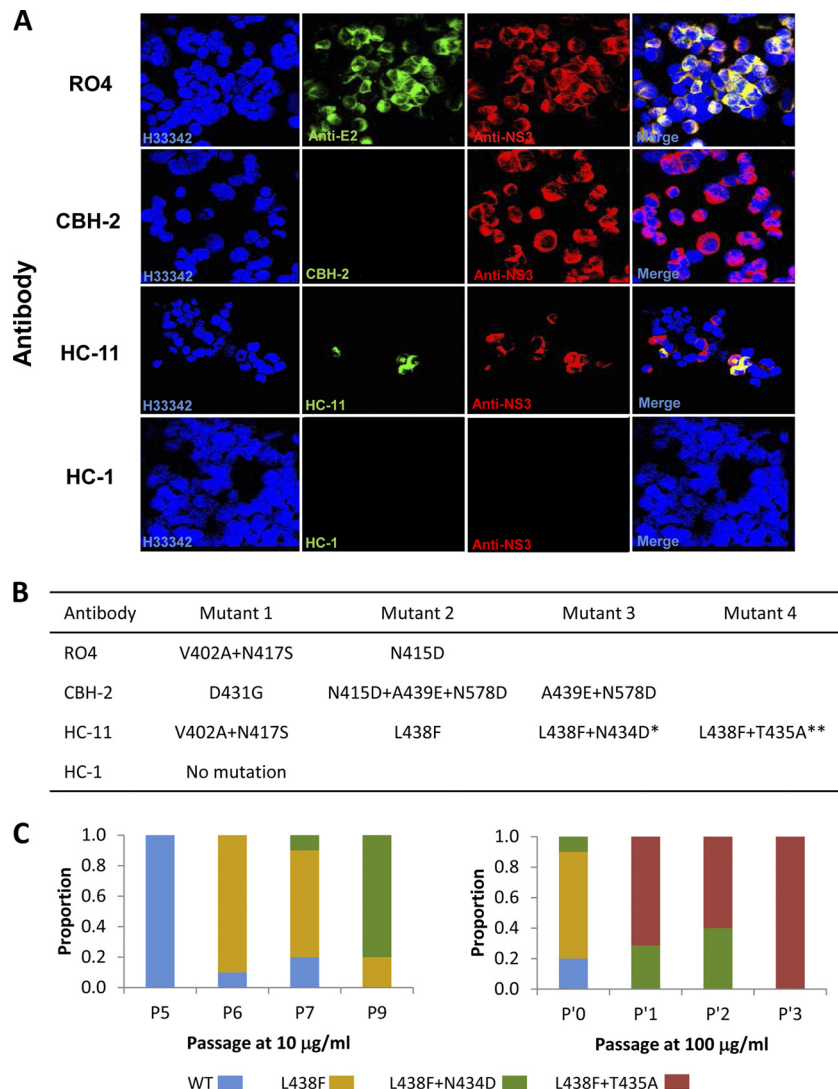 A
Antibody
RO4
H33342 Anti-E2 Anti-NS3 Merge
CBH-2
H33342 CBH-2 Anti-NS3 Merge
HC-11
H33342 HC-11 Anti-NS3 Merge
HC-1
H33342 HC-1 Anti-NS3 Merge
B
Antibody Mutant 1 Mutant 2 Mutant 3 Mutant 4
RO4 V402A+N417S N415D
CBH-2 D431G N415D+A439E+N578D A439E+N578D
HC-11 V402A+N417S L438F L438F+N434D* L438F+T435A**
HC-1 No mutation
C
Proportion
1.0
0.8
0.6
0.4
0.2
0.0
P5 P6 P7 P9
Passage at 10 μg/ml
Proportion
1.0
0.8
0.6
0.4
0.2
0.0
P'0 P'1 P'2 P'3
Passage at 100 μg/ml
WT L438F L438F+N434D L438F+T435A